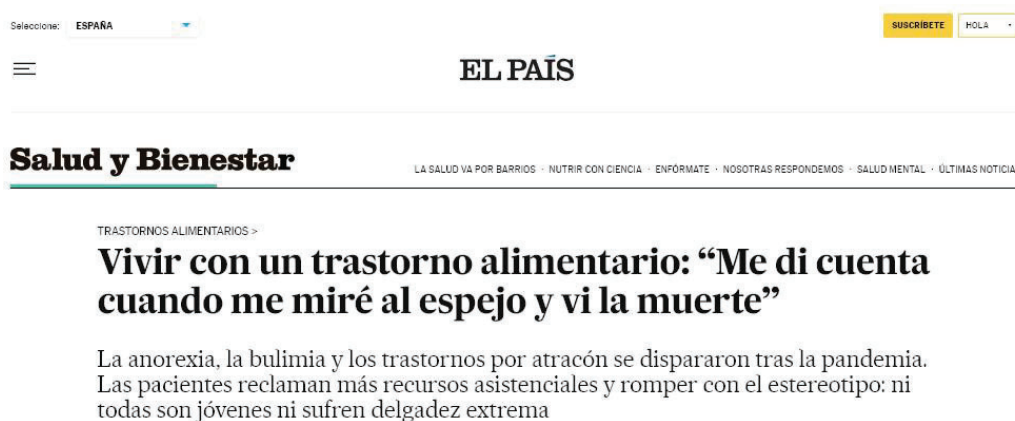 Seleccione: ESPAÑA
SUSCRÍBETE HOLA
EL PAÍS
Salud y Bienestar
LA SALUD VA POR BARRIOS · NUTRIR CON CIENCIA · ENFÓRMATE · NOSOTRAS RESPONDEMOS · SALUD MENTAL · ÚLTIMAS NOTICIA
TRASTORNOS ALIMENTARIOS >
Vivir con un trastorno alimentario: “Me di cuenta
cuando me miré al espejo y vi la muerte”
La anorexia, la bulimia y los trastornos por atracón se dispararon tras la pandemia.
Las pacientes reclaman más recursos asistenciales y romper con el estereotipo: ni
todas son jóvenes ni sufren delgadez extrema